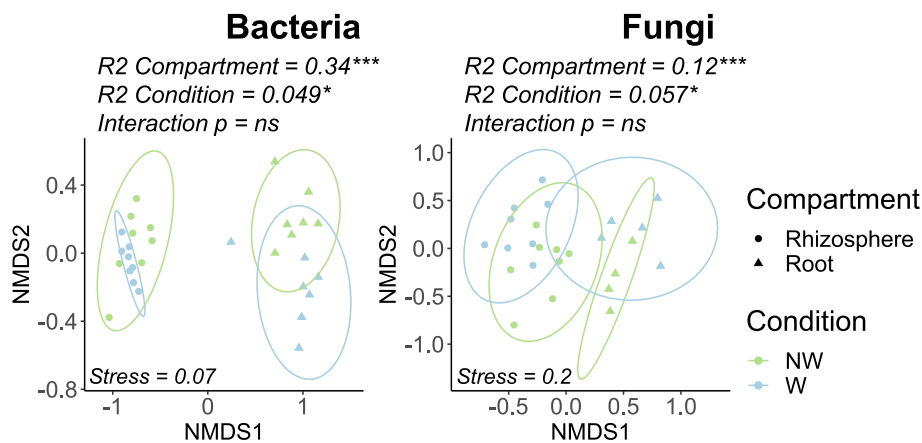 Bacteria
R2 Compartment = 0.34***
R2 Condition = 0.049*
Interaction p = ns
NMDS2
0.4
0.0
-0.4
-0.8
Stress = 0.07
-1
0
1
NMDS1
Fungi
R2 Compartment = 0.12***
R2 Condition = 0.057*
Interaction p = ns
NMDS2
1.0
0.5
0.0
-0.5
-1.0
Stress = 0.2
-0.5
0.0
0.5
1.0
NMDS1
Compartment
Rhizosphere
Root
Condition
NW
W